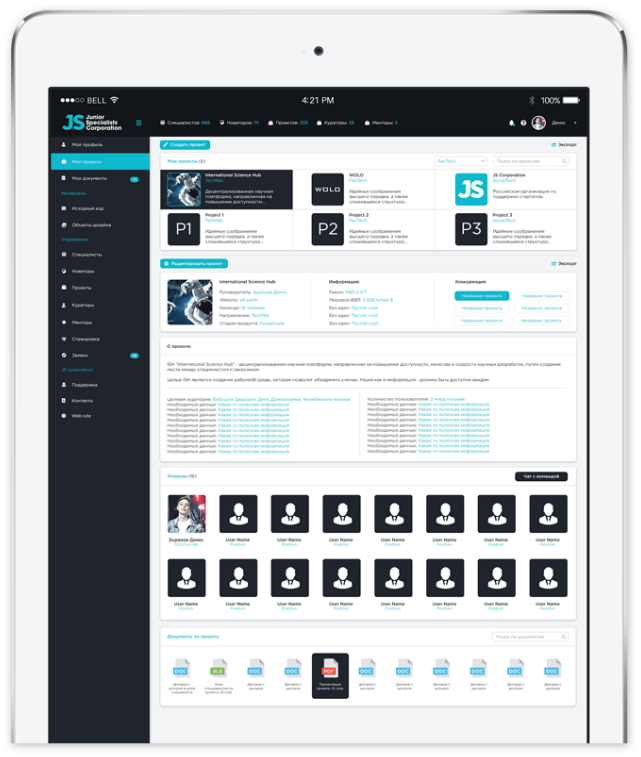 BELL
4:21 PM
100%
JS Junior
Specialists
Corporation
Специалистов: 666
Новаторов: 111
Проектов: 333
Кураторы: 33
Менторы: 3
Денис
Мой профиль
Мои проекты
Мои документы
Материалы
Исходный код
Объекты дизайна
Управление
Специалисты
Новаторы
Проекты
Кураторы
Менторы
Стажировка
Заявки
JS corporation
Поддержка
Контакты
Web-site
Создать проект
Экспорт
Мои проекты (6)
FanTech
Поиск по проектам
International Science Hub
TechNet
Децентрализованная научная
платформа, направленная на
повышение доступности...
WOLO
WOLO
FanTech
Идейные соображения
высшего порядка, а также
сложившаяся структура...
JS
JS Corporation
SocialTech
Российская организация по
поддержке стартапов.
P1
Project 1
Идейные соображения
высшего порядка, а также
сложившаяся структура...
P2
Project 2
FanTech
Идейные соображения
высшего порядка, а также
сложившаяся структура...
P3
Project 3
SocialTech
Идейные соображения
высшего порядка, а также
сложившаяся структура...
Редактировать проект
Экспорт
International Science Hub
Руководитель: Зырянов Денис
Website:
Команда: 16 человек
Направление: TechNet
Стадия проекта: Концепция
Информация:
Рынок:
Мировой ВВП:
Без идеи: Пустой слот
Без идеи: Пустой слот
Без идеи: Пустой слот
Конкуренция
Название проекта
Название проекта
Название проекта
Название проекта
Название проекта
Название проекта
О проекте
ISH "International Science Hub" - децентрализованная научная платформа, направленная на повышение доступности, качества и скорости научных разработок, путем создания
моста между специалистом и заказчиком.
Целью ISH является создание рабочей среды, которая позволит объединить ученых. Наука как и информация - должна быть доступна каждому.
Целевая аудитория: Бабушки, Дедушки, Дети, Домохозяйки, Челябинские мужики
Необходимые данные: Какая то полезная информация
Необходимые данные: Какая то полезная информация
Необходимые данные: Какая то полезная информация
Необходимые данные: Какая то полезная информация
Необходимые данные: Какая то полезная информация
Необходимые данные: Какая то полезная информация
Необходимые данные: Какая то полезная информация
Необходимые данные: Какая то полезная информация
Необходимые данные: Какая то полезная информация
Количество пользователей: 2 млрд человек
Необходимые данные: Какая то полезная информация
Необходимые данные: Какая то полезная информация
Необходимые данные: Какая то полезная информация
Необходимые данные: Какая то полезная информация
Необходимые данные: Какая то полезная информация
Необходимые данные: Какая то полезная информация
Необходимые данные: Какая то полезная информация
Необходимые данные: Какая то полезная информация
Необходимые данные: Какая то полезная информация
Команда (16)
Чат с командой
Зырянов Денис
User Name
Position
User Name
Position
User Name
Position
User Name
Position
User Name
Position
User Name
Position
User Name
Position
User Name
Position
User Name
Position
User Name
Position
User Name
Position
User Name
Position
User Name
Position
User Name
Position
User Name
Position
Документы по проекту
Поиск по документам
DOC
XLS
DOC
DOC
PDF
DOC
DOC
DOC
DOC
DOC